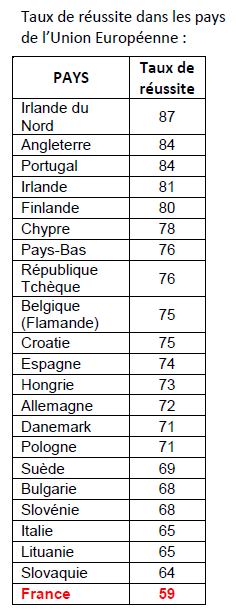 Taux de réussite dans les pays
de l’Union Européenne :
PAYS Taux de
réussite
Irlande du
Nord 87
Angleterre 84
Portugal 84
Irlande 81
Finlande 80
Chypre 78
Pays-Bas 76
République
Tchèque 76
Belgique
(Flamande) 75
Croatie 75
Espagne 74
Hongrie 73
Allemagne 72
Danemark 71
Pologne 71
Suède 69
Bulgarie 68
Slovénie 68
Italie 65
Lituanie 65
Slovaquie 64
France 59